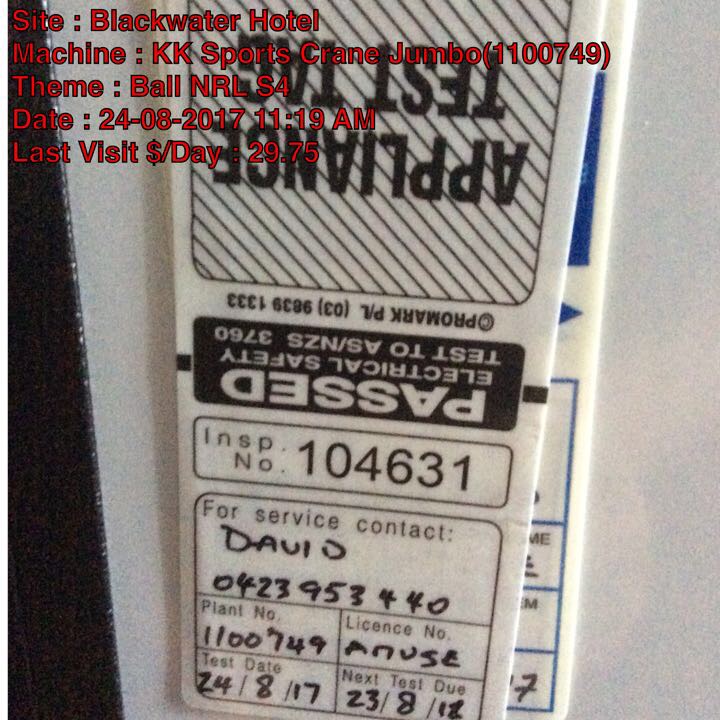 Site : Blackwater Hotel
Machine : KK Sports Crane Jumbo(1100749)
Theme : Ball NRL S4
Date : 24-08-2017 11:19 AM
Last Visit $/Day : 29.75
APPLIANCE
TEST TAG
©PROMARK P/L (03) 9839 1333
PASSED
ELECTRICAL SAFETY
TEST TO AS/NZS 3760
Insp. No. 104631
For service contact:
DAVID
0423953440
Plant No. Licence No.
1100749 AMUSE
Test Date Next Test Due
24/8/17 23/8/18
ME
EM
7